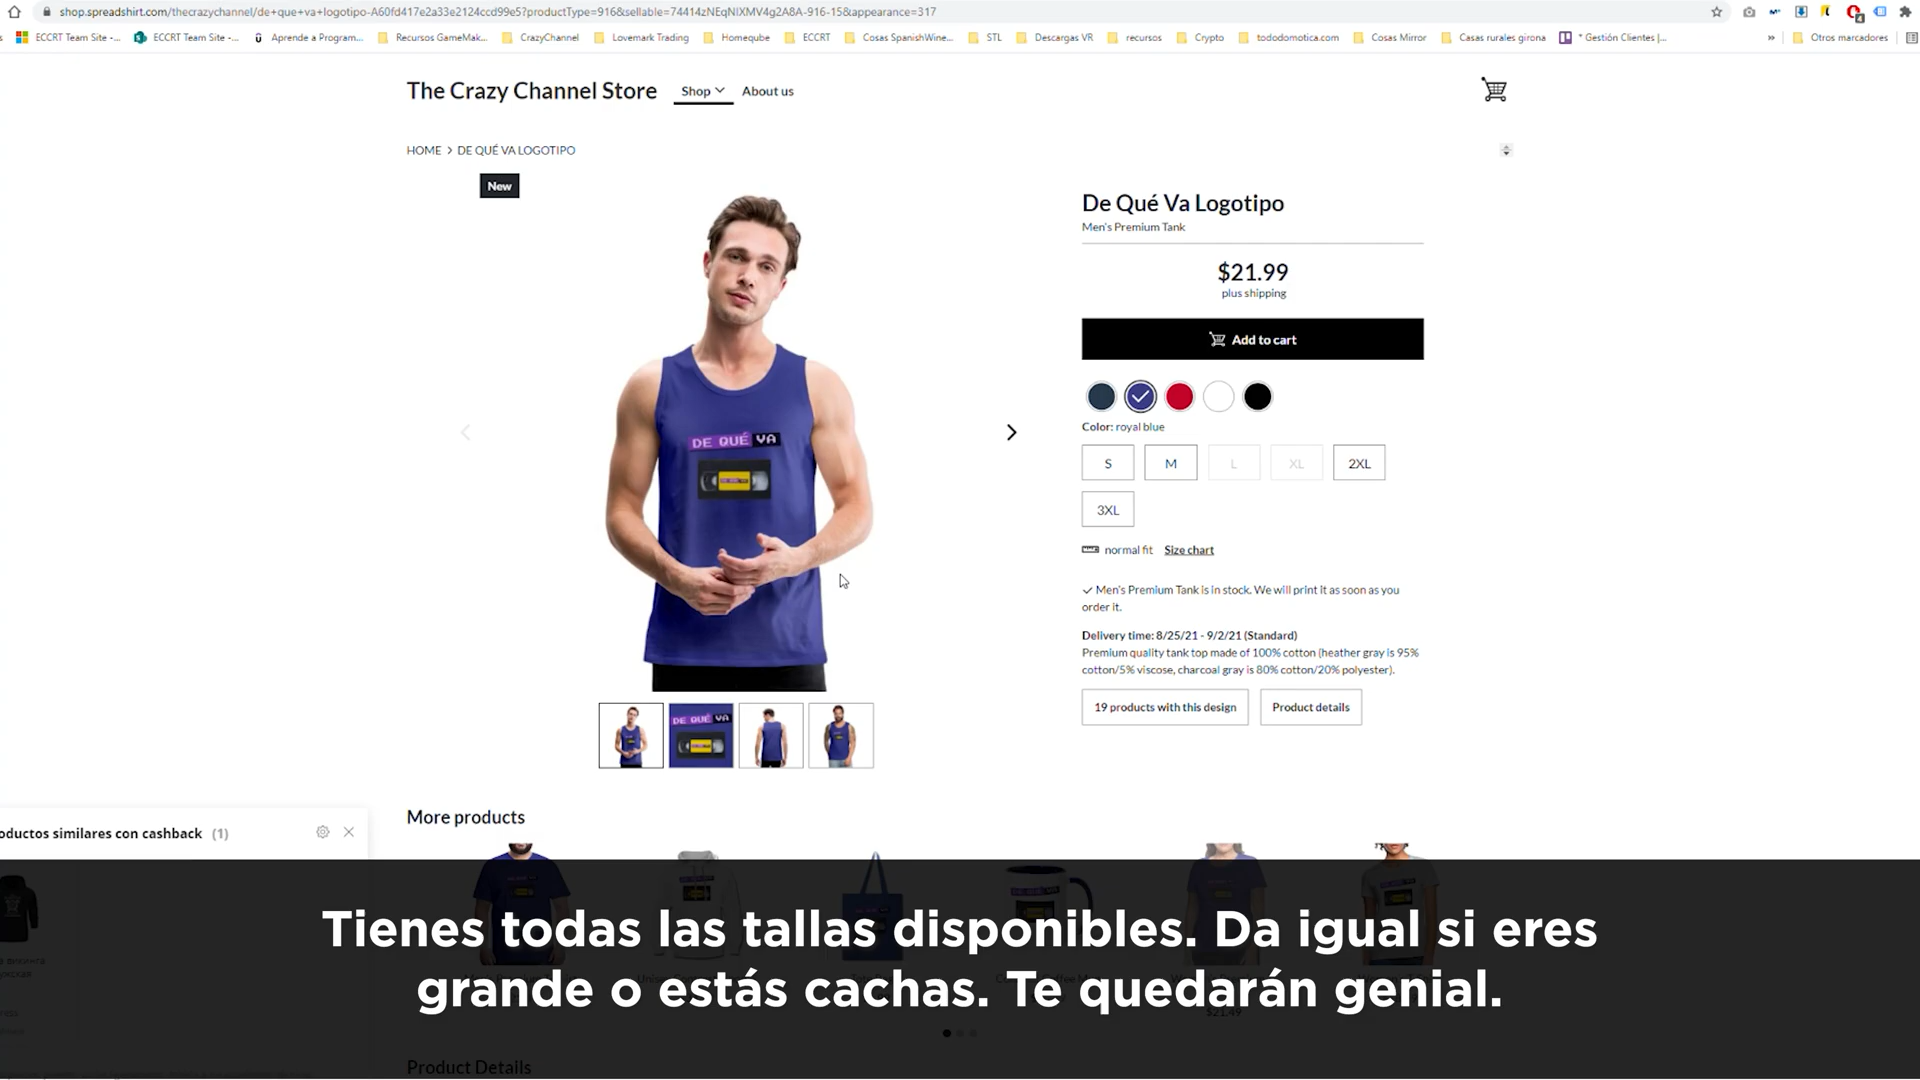 shop.spreadshirt.com/thecrazychannel/de+que+va+logotipo-A60fd417e2a33e2124ccd99e5?productType=916&sellable=74414zNEqNIXMV4g2A8A-916-15&appearance=317
ECCRT Team Site -... ECCRT Team Site -... Aprende a Program... Recursos GameMak... CrazyChannel Lovemark Trading Homeqube ECCRT Cosas SpanishWine... STL Descargas VR recursos Crypto tododomotica.com Cosas Mirror Casas rurales girona * Gestión Clientes |... » Otros marcadores
The Crazy Channel Store Shop About us
HOME > DE QUÉ VA LOGOTIPO
New
De Qué Va Logotipo
Men's Premium Tank
$21.99
plus shipping
Add to cart
Color: royal blue
S M L XL 2XL
3XL
normal fit Size chart
Men's Premium Tank is in stock. We will print it as soon as you
order it.
Delivery time: 8/25/21 - 9/2/21 (Standard)
Premium quality tank top made of 100% cotton (heather gray is 95%
cotton/5% viscose, charcoal gray is 80% cotton/20% polyester).
19 products with this design Product details
DE QUÉ VA
DE QUÉ VA
More products
oductos similares con cashback (1)
Tienes todas las tallas disponibles. Da igual si eres
grande o estás cachas. Te quedarán genial.
$21.49
Product Details